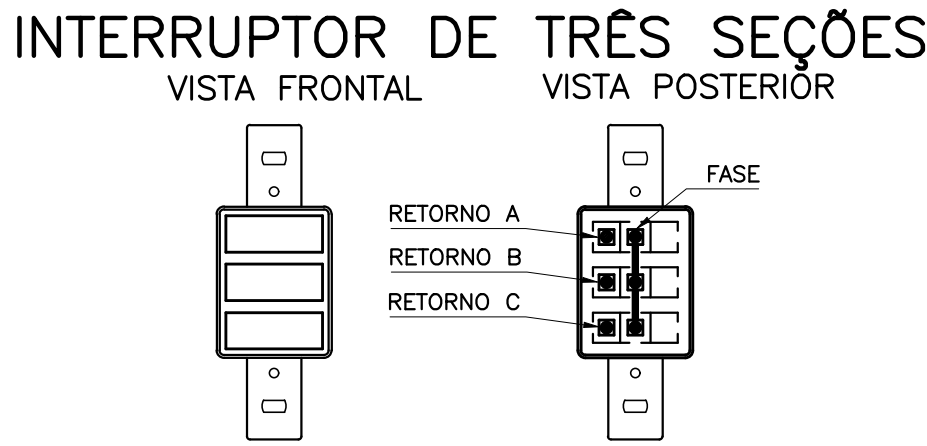 INTERRUPTOR DE TRÊS SEÇÕES
VISTA FRONTAL
VISTA POSTERIOR
FASE
RETORNO A
RETORNO B
RETORNO C